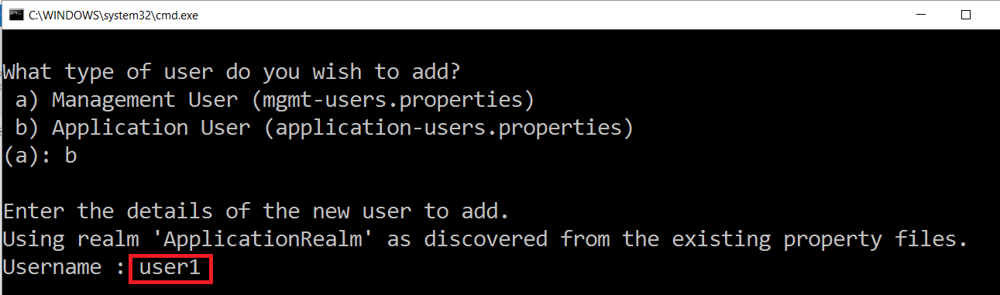 C:\WINDOWS\system32\cmd.exe
What type of user do you wish to add?
a) Management User (mgmt-users.properties)
b) Application User (application-users.properties)
(a): b
Enter the details of the new user to add.
Using realm 'ApplicationRealm' as discovered from the existing property files.
Username : user1